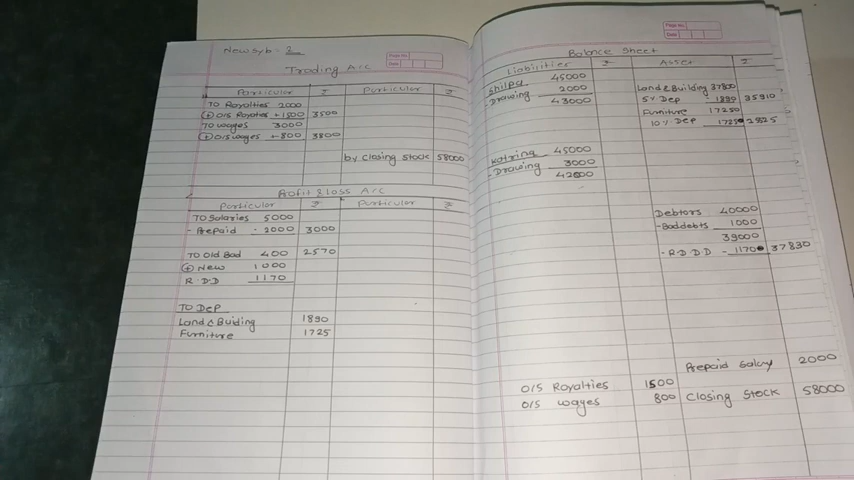 New Syb - 2
Page No.
Date
Trading A/C
Particular ₹ Particular ₹
TO Royalties 2000
(+) O/S Royalties +1500 3500
TO wages 3000
(+) O/S wages +800 3800
by Closing Stock 58000
Profit & loss A/C
Particular ₹ Particular ₹
TO Salaries 5000
- Prepaid - 2000 3000
TO Old Bad 400 2570
(+) New 1000
R.D.D 1170
TO Dep
Land & Buiding 1890
Furniture 1725
Page No.
Date
Balance Sheet
Liabilities ₹ Asset ₹
Shilpa 45000
Drawing 2000
43000
Land & Building 37800
5% Dep - 1890 35910
Furniture 17250
10% Dep 1725
Katrina 45000
- Drawing 3000
42000
Debtors 40000
- Bad debts 1000
39000
- R.D.D - 1170 37830
Prepaid Salary 2000
O/S Royalties 1500
O/S wages 800 Closing Stock 58000